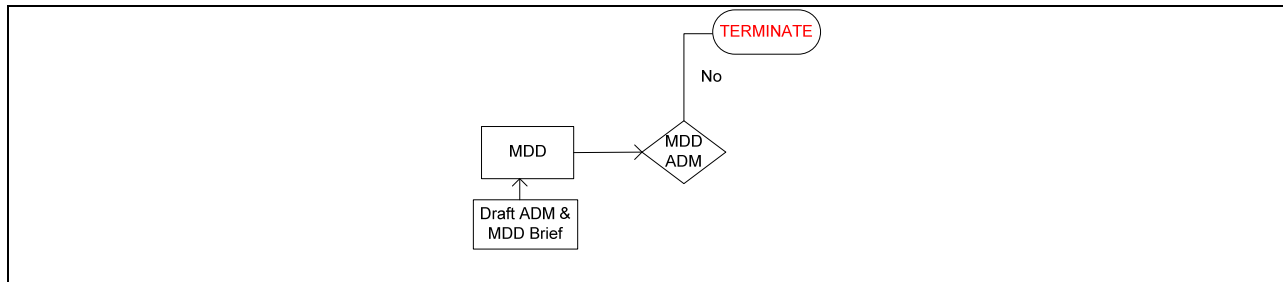 TERMINATE
No
MDD
MDD
ADM
Draft ADM &
MDD Brief